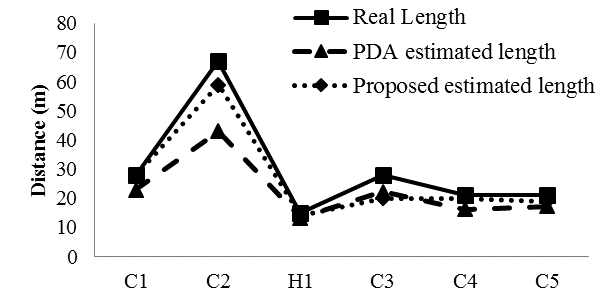 Real Length
PDA estimated length
Proposed estimated length
Distance (m)
80
70
60
50
40
30
20
10
0
C1 C2 H1 C3 C4 C5